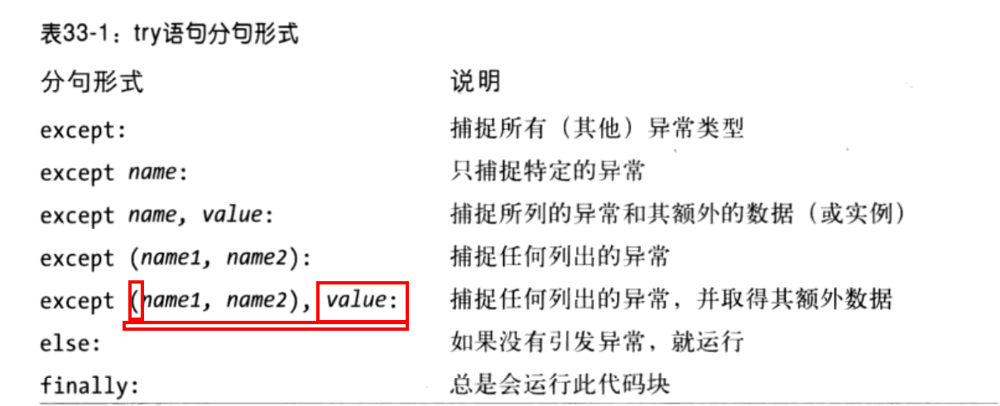 表33-1：try语句分句形式
分句形式 说明
except: 捕捉所有（其他）异常类型
except name: 只捕捉特定的异常
except name, value: 捕捉所列的异常和其额外的数据（或实例）
except (name1, name2): 捕捉任何列出的异常
except (name1, name2), value: 捕捉任何列出的异常，并取得其额外数据
else: 如果没有引发异常，就运行
finally: 总是会运行此代码块